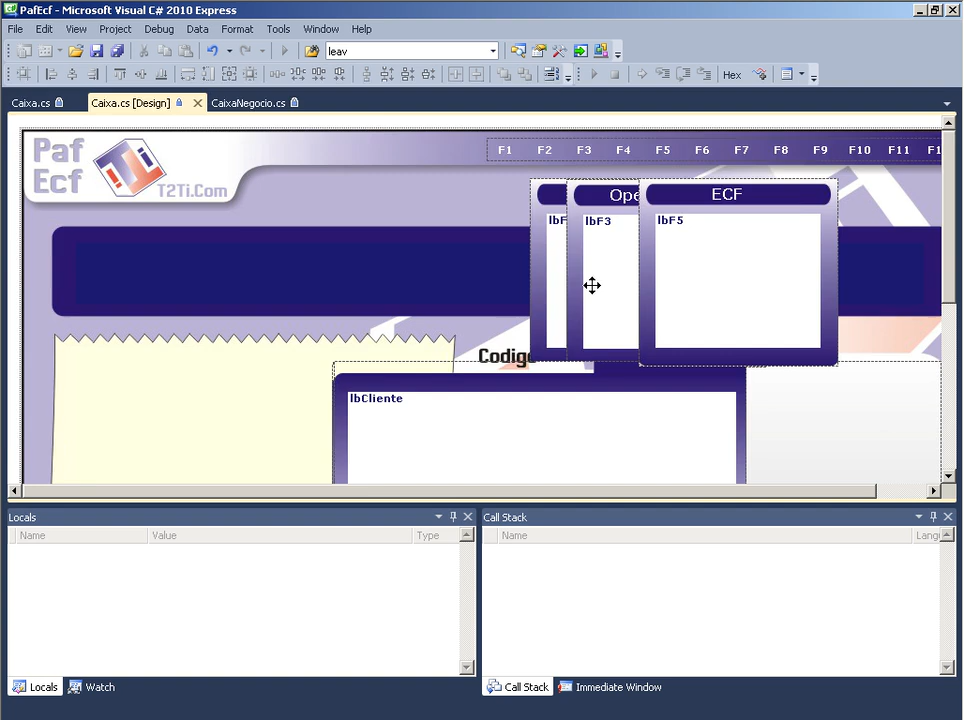 PafEcf - Microsoft Visual C# 2010 Express
File Edit View Project Debug Data Format Tools Window Help
leav
Hex
Caixa.cs
Caixa.cs [Design]
CaixaNegocio.cs
Paf
Ecf
T2Ti.Com
F1 F2 F3 F4 F5 F6 F7 F8 F9 F10 F11 F1
Ope
ECF
lbF
lbF3
lbF5
Codigo
lbCliente
Locals
Name Value Type
Call Stack
Name Langu
Locals Watch
Call Stack Immediate Window